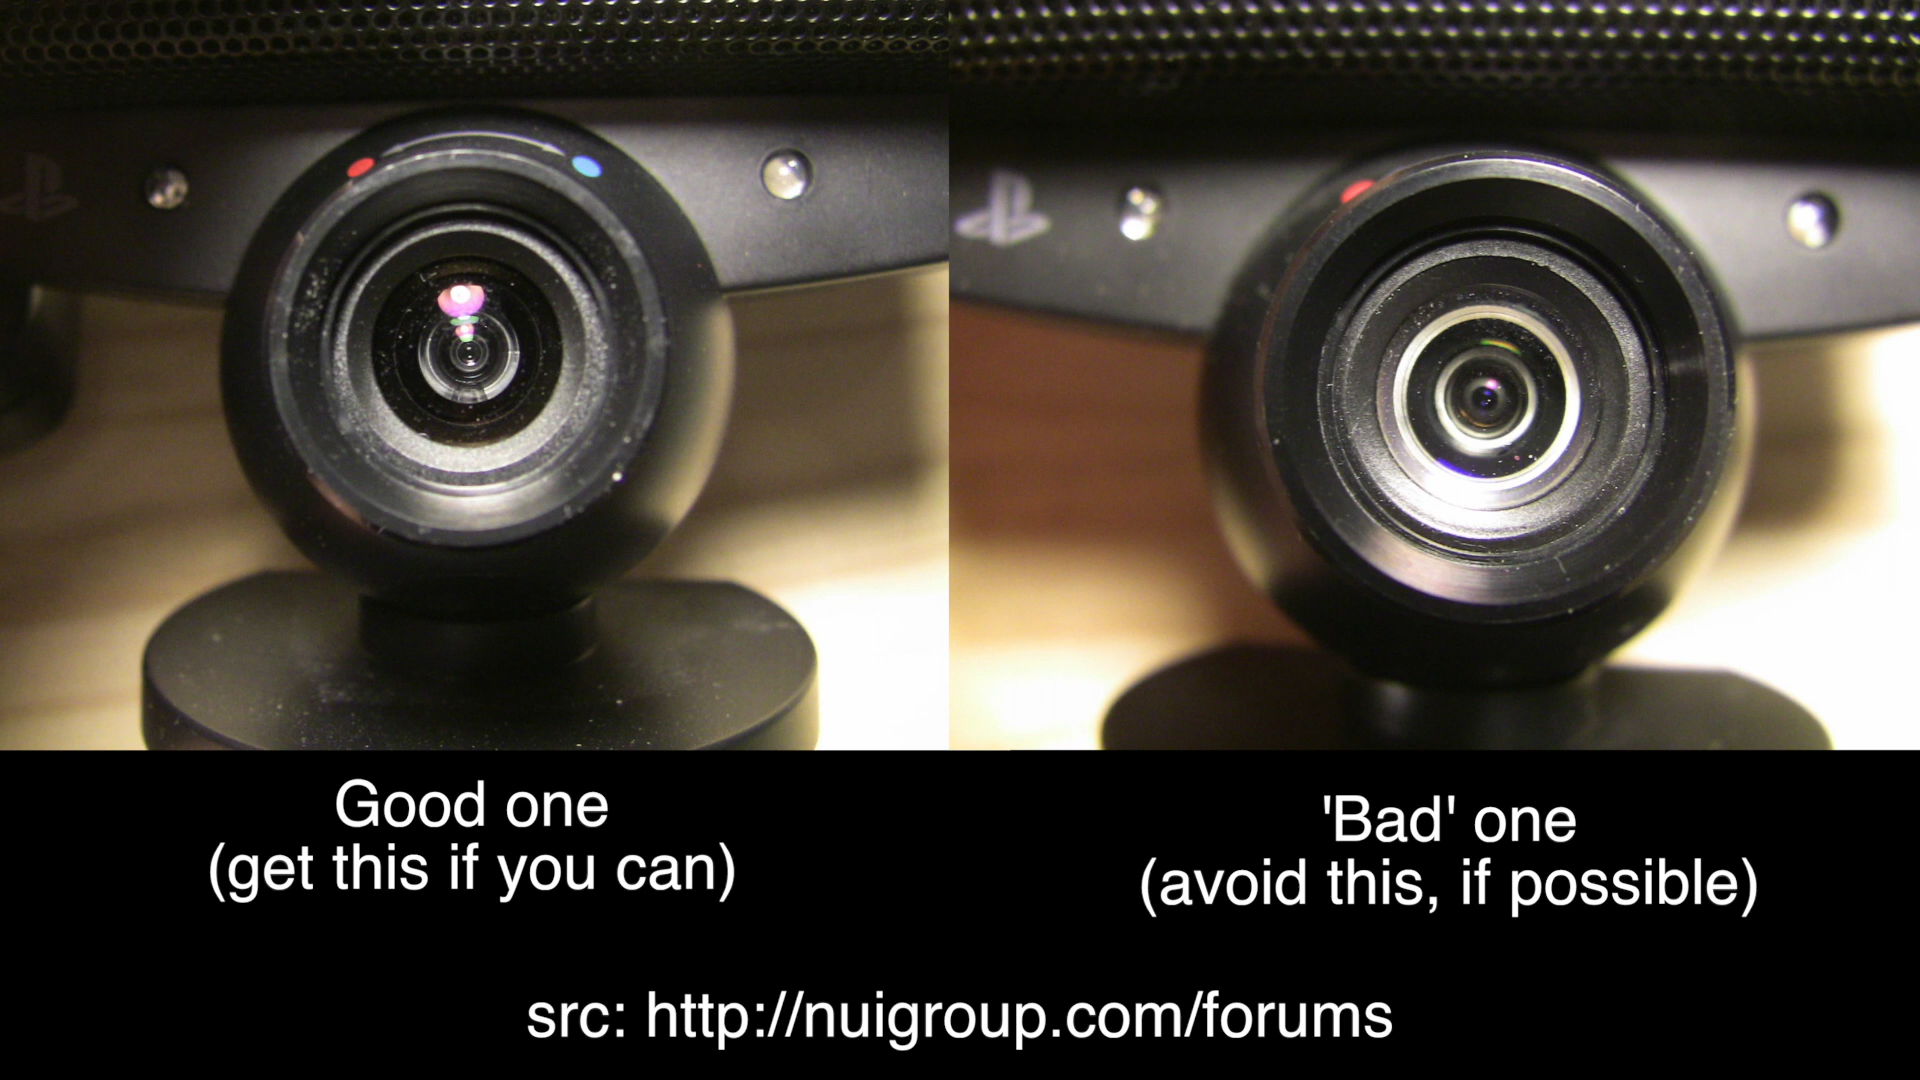 Good one
(get this if you can)
'Bad' one
(avoid this, if possible)
src: http://nuigroup.com/forums